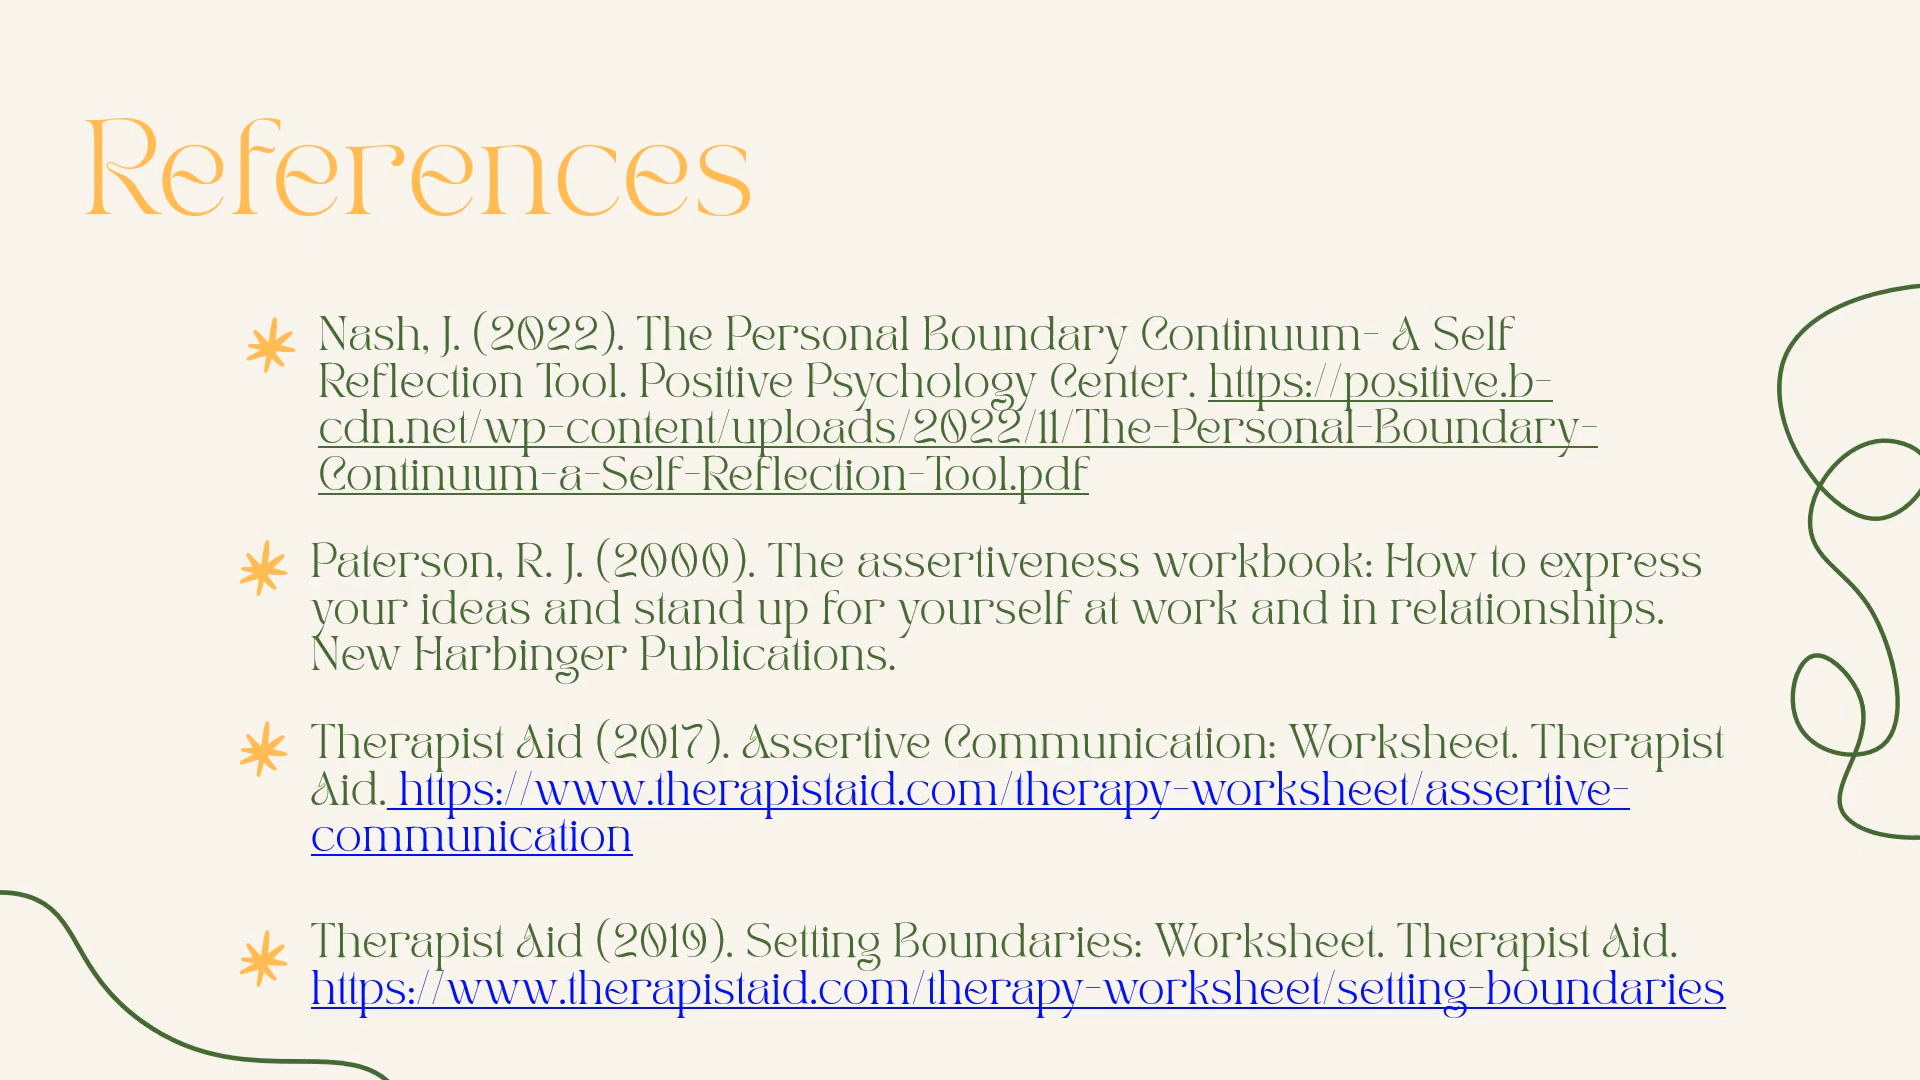 References
Nash, J. (2022). The Personal Boundary Continuum- A Self
Reflection Tool. Positive Psychology Center. https://positive.b-
cdn.net/wp-content/uploads/2022/11/The-Personal-Boundary-
Continuum-a-Self-Reflection-Tool.pdf
Paterson, R. J. (2000). The assertiveness workbook: How to express
your ideas and stand up for yourself at work and in relationships.
New Harbinger Publications.
Therapist Aid (2017). Assertive Communication: Worksheet. Therapist
Aid. https://www.therapistaid.com/therapy-worksheet/assertive-
communication
Therapist Aid (2010). Setting Boundaries: Worksheet. Therapist Aid.
https://www.therapistaid.com/therapy-worksheet/setting-boundaries